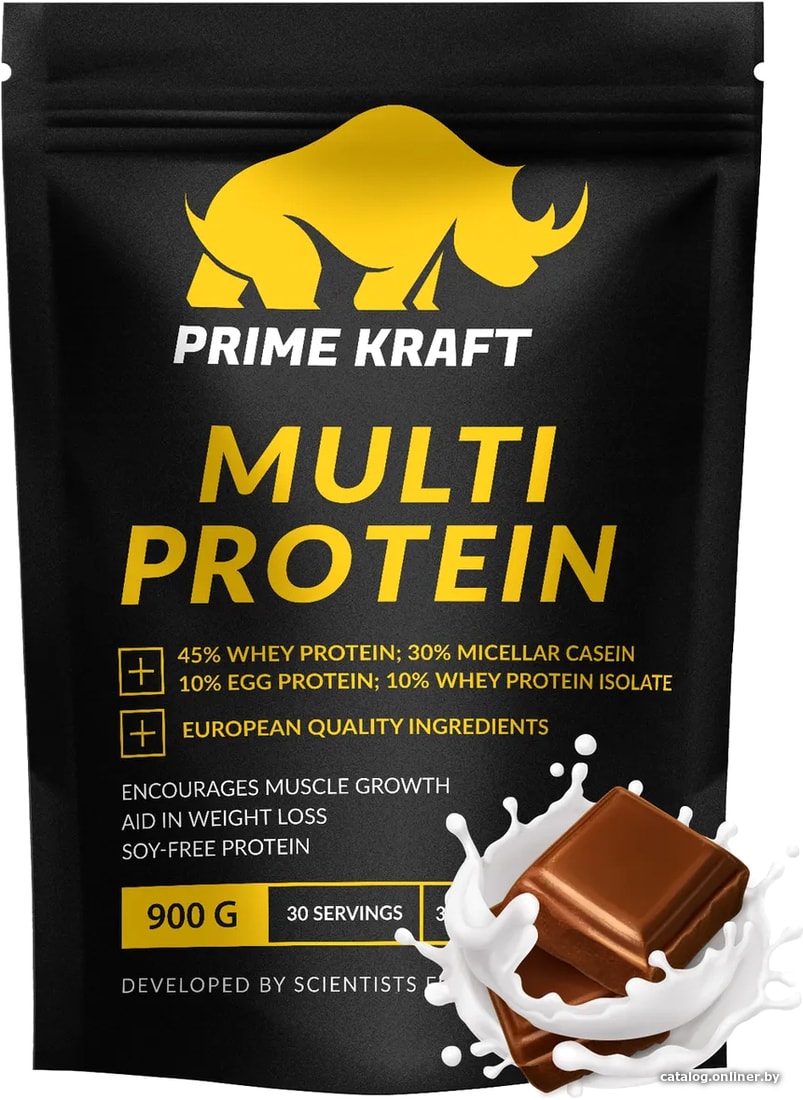 PRIME KRAFT
MULTI
PROTEIN
45% WHEY PROTEIN; 30% MICELLAR CASEIN
10% EGG PROTEIN; 10% WHEY PROTEIN ISOLATE
EUROPEAN QUALITY INGREDIENTS
ENCOURAGES MUSCLE GROWTH
AID IN WEIGHT LOSS
SOY-FREE PROTEIN
900 G 30 SERVINGS
DEVELOPED BY SCIENTISTS
catalog.onliner.by